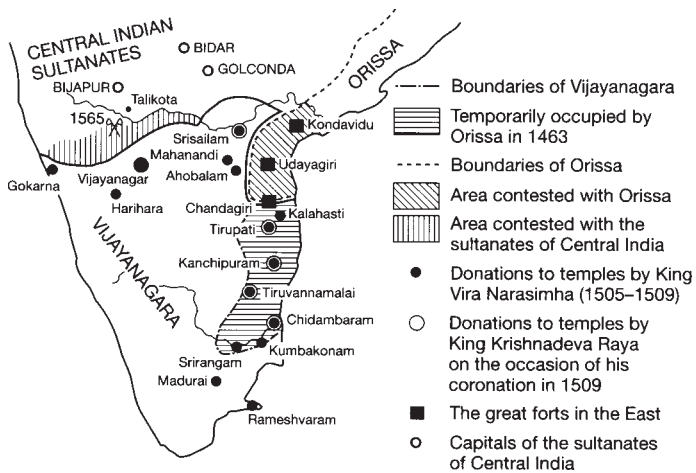 CENTRAL INDIAN
SULTANATES
BIDAR
GOLCONDA
BIJAPUR
Talikota
1565
ORISSA
Srisailam
Kondavidu
Mahanandi
Ahobalam
Udayagiri
Gokarna
Vijayanagar
Harihara
Chandagiri
Kalahasti
Tirupati
VIJAYANAGARA
Kanchipuram
Tiruvannamalai
Chidambaram
Kumbakonam
Srirangam
Madurai
Rameshvaram
Boundaries of Vijayanagara
Temporarily occupied by
Orissa in 1463
Boundaries of Orissa
Area contested with Orissa
Area contested with the
sultanates of Central India
Donations to temples by King
Vira Narasimha (1505–1509)
Donations to temples by
King Krishnadeva Raya
on the occasion of his
coronation in 1509
The great forts in the East
Capitals of the sultanates
of Central India